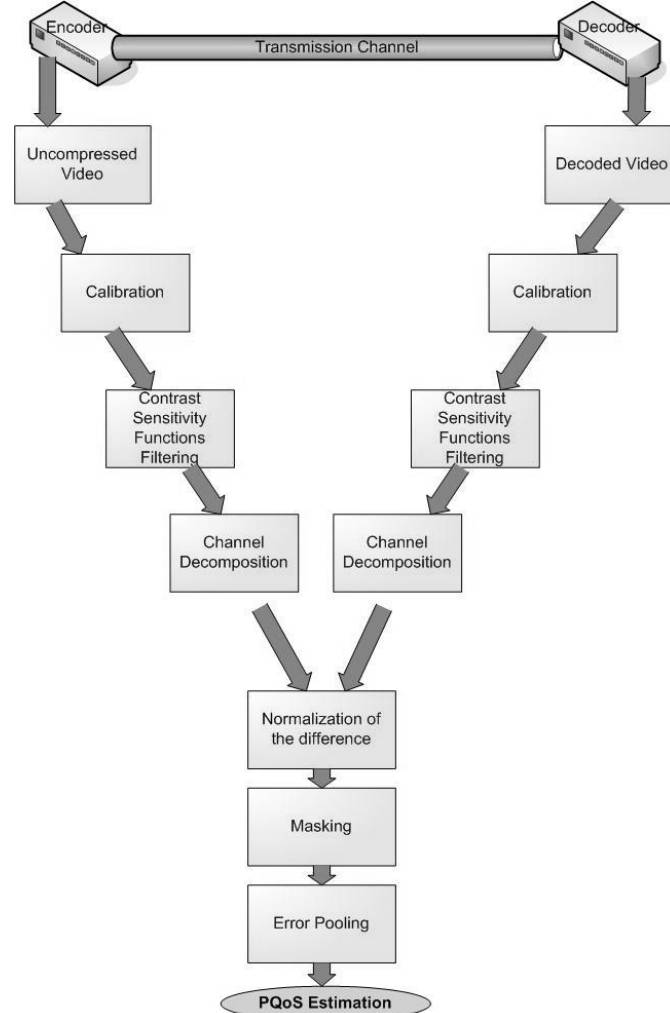 Encoder
Decoder
Transmission Channel
Uncompressed
Video
Decoded Video
Calibration
Calibration
Contrast
Sensitivity
Functions
Filtering
Contrast
Sensitivity
Functions
Filtering
Channel
Decomposition
Channel
Decomposition
Normalization of
the difference
Masking
Error Pooling
PQoS Estimation